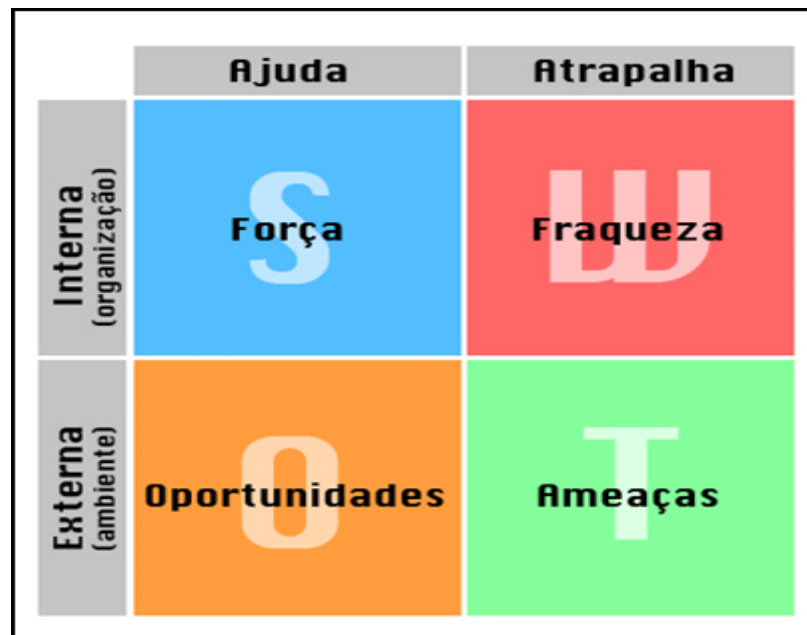 Ajuda
Atrapalha
Interna
(organização)
S
Força
W
Fraqueza
Externa
(ambiente)
O
Oportunidades
T
Ameaças